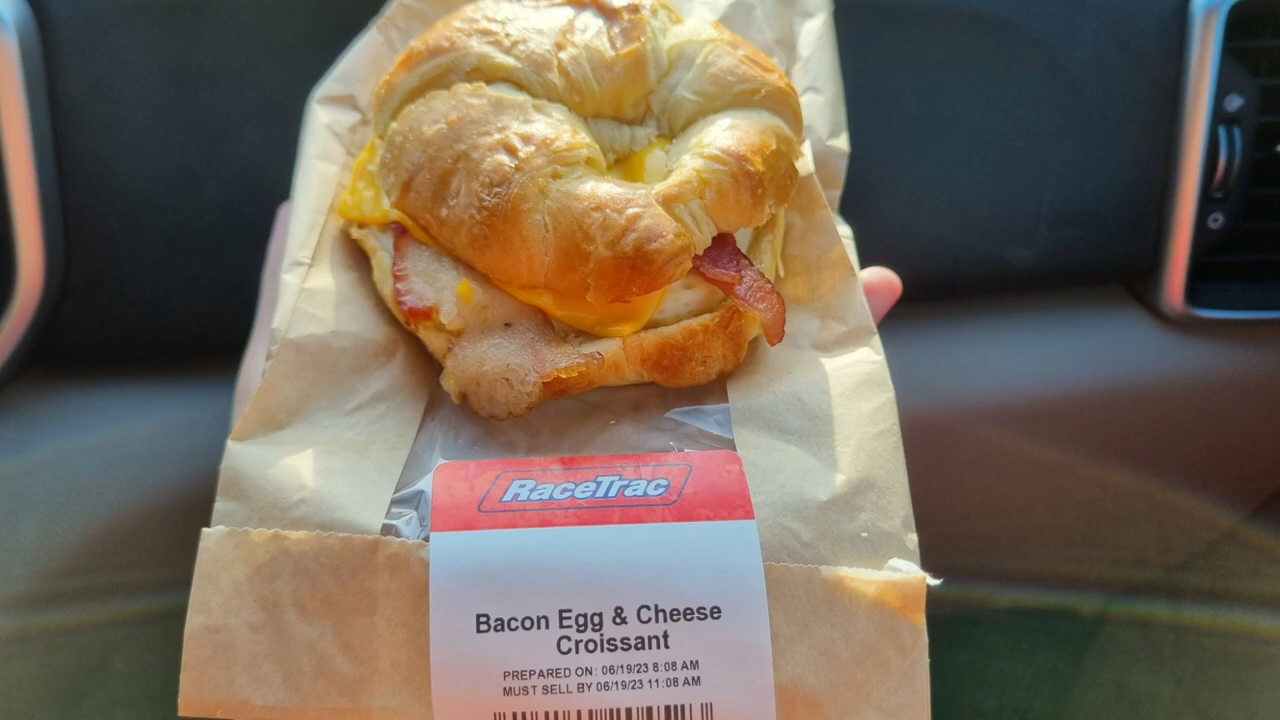 RaceTrac
Bacon Egg & Cheese
Croissant
PREPARED ON: 06/19/23 8:08 AM
MUST SELL BY 06/19/23 11:08 AM